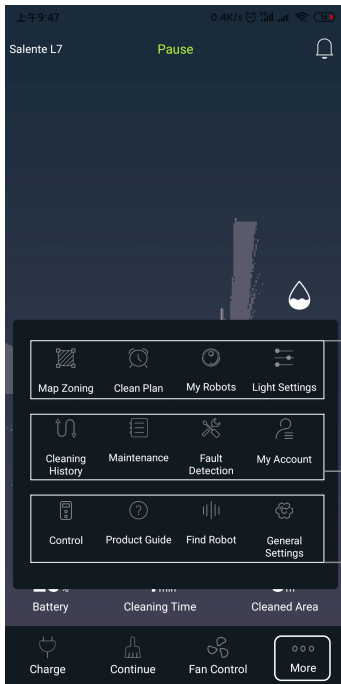 上午9:47 0.4K/s
Salente L7 Pause
Map Zoning Clean Plan My Robots Light Settings
Cleaning History Maintenance Fault Detection My Account
Control Product Guide Find Robot General Settings
Battery Cleaning Time Cleaned Area
Charge Continue Fan Control More